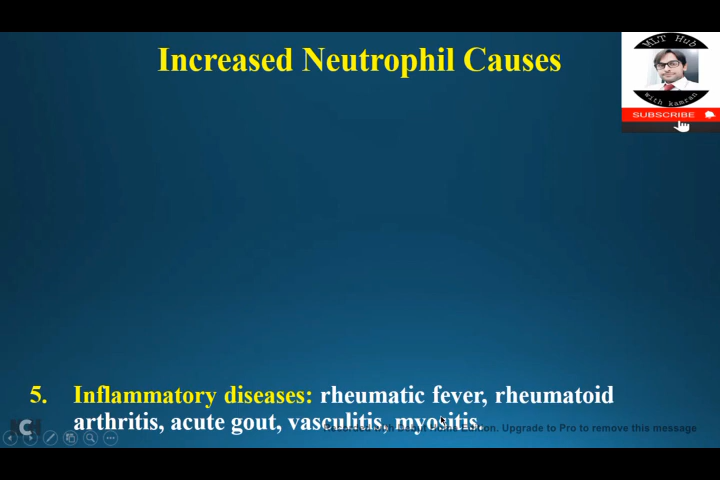 Increased Neutrophil Causes
MLT Hub
with kamran
SUBSCRIBE
5. Inflammatory diseases: rheumatic fever, rheumatoid
arthritis, acute gout, vasculitis, myositis.
Edition. Upgrade to Pro to remove this message